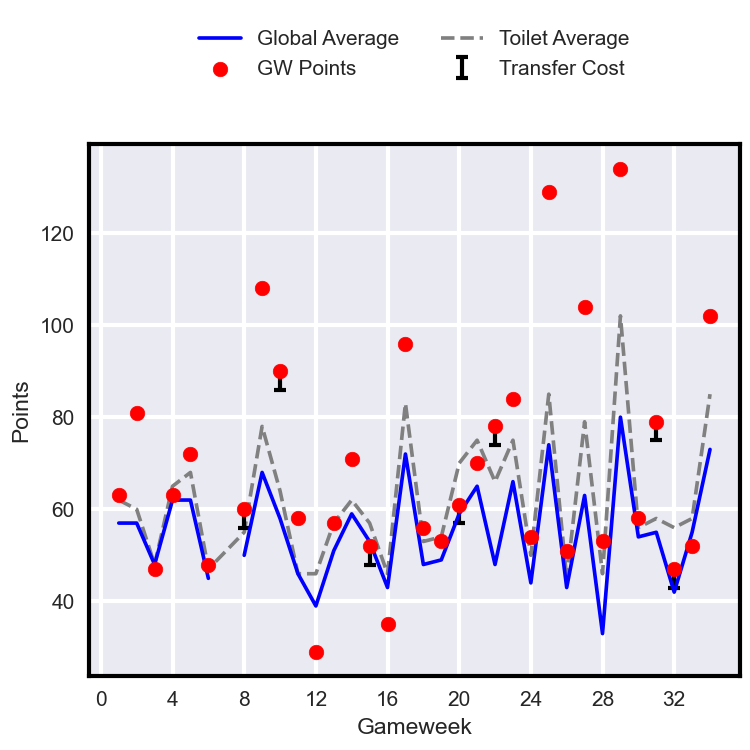 Global Average
GW Points
Toilet Average
Transfer Cost
120
100
80
60
40
Points
0 4 8 12 16 20 24 28 32
Gameweek